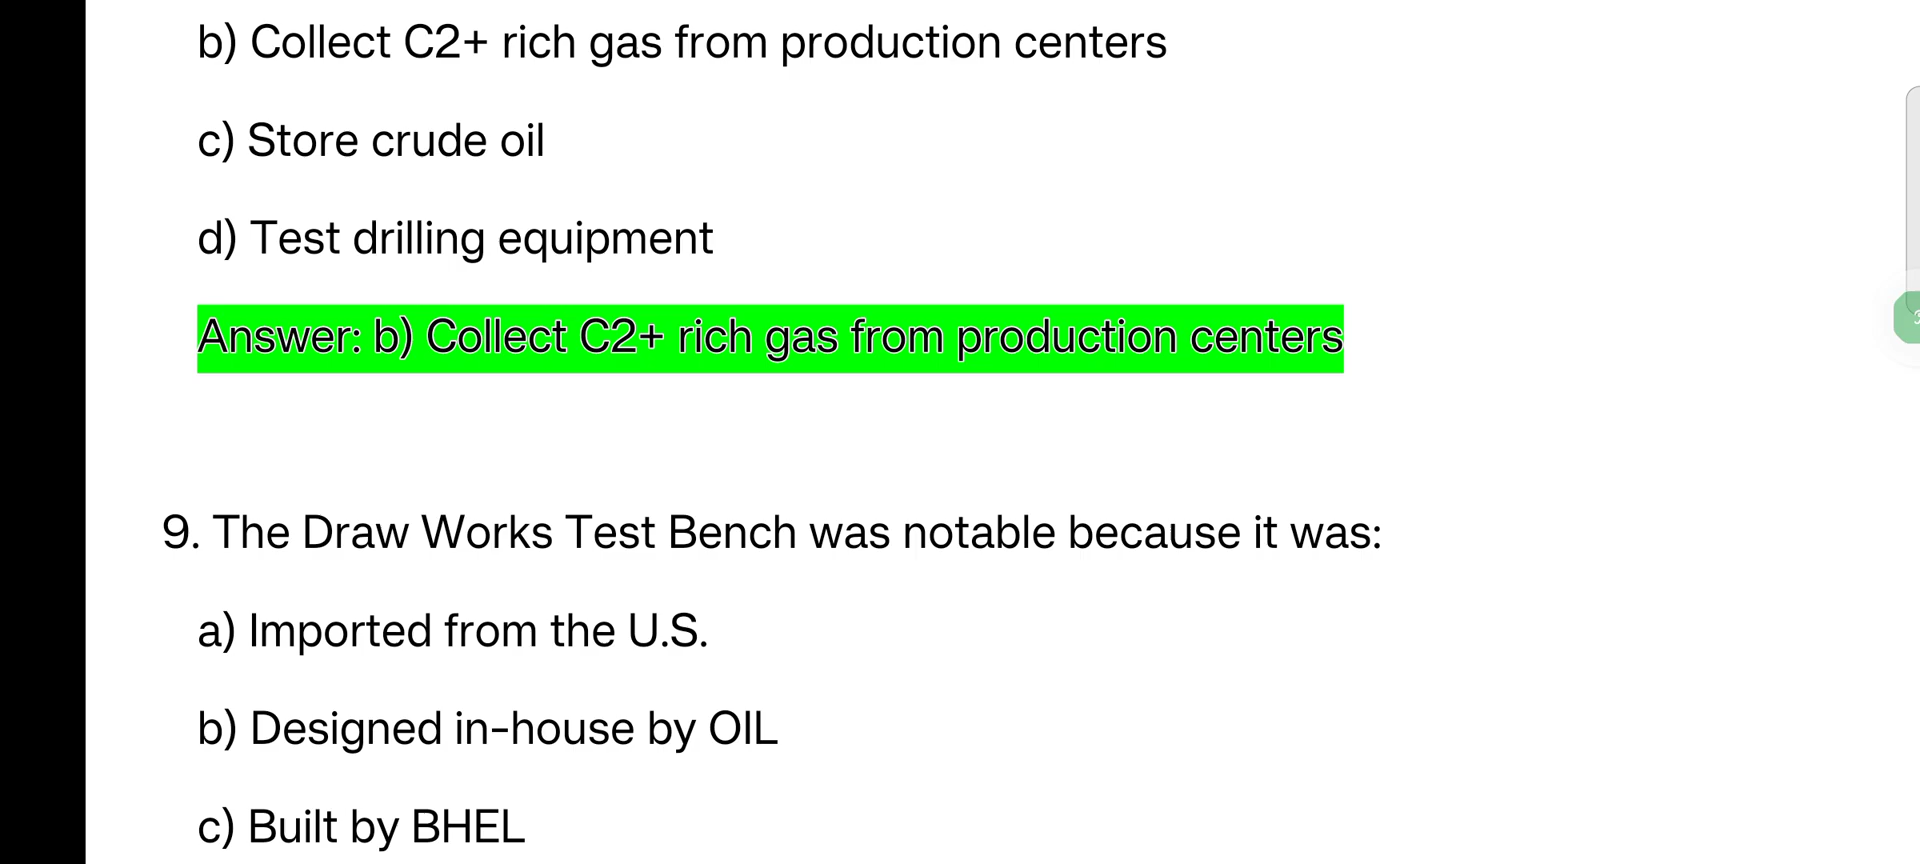 b) Collect C2+ rich gas from production centers
c) Store crude oil
d) Test drilling equipment
Answer: b) Collect C2+ rich gas from production centers
9. The Draw Works Test Bench was notable because it was:
a) Imported from the U.S.
b) Designed in-house by OIL
c) Built by BHEL